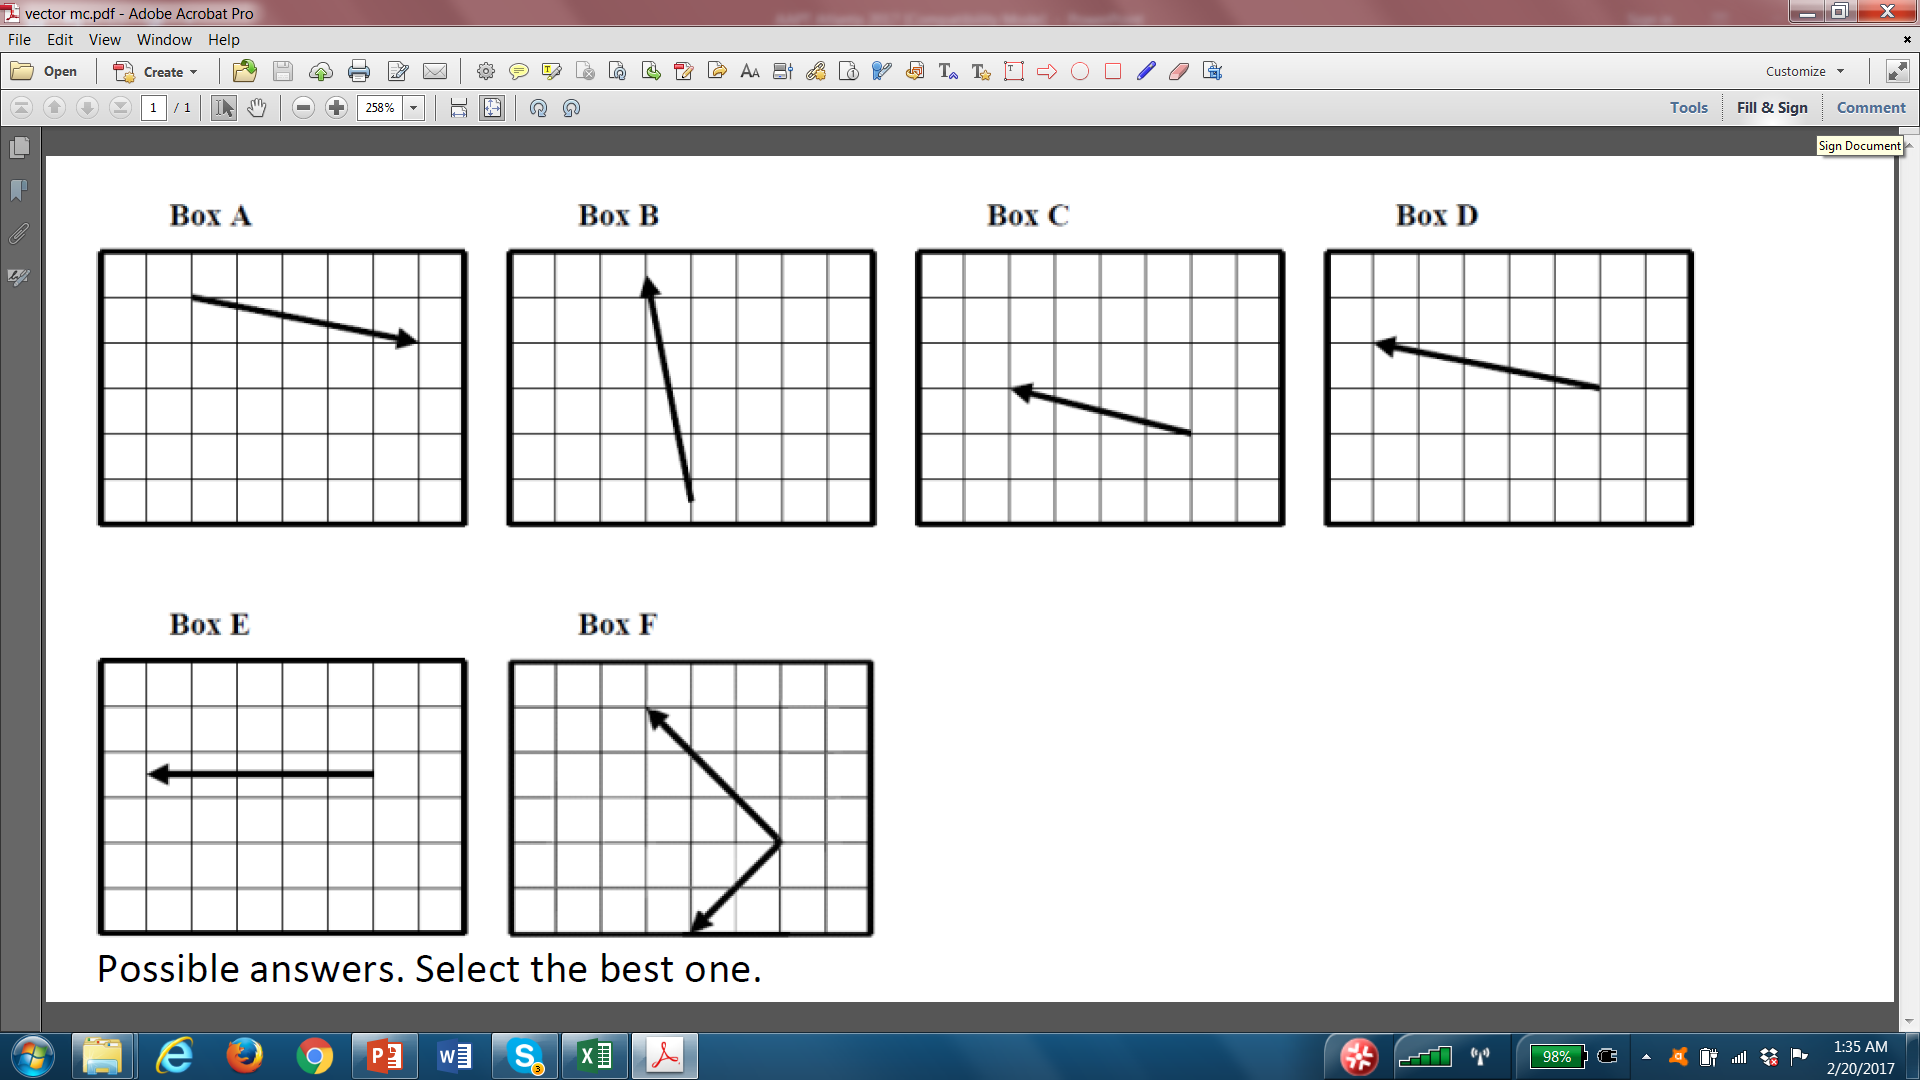 vector mc.pdf - Adobe Acrobat Pro
File Edit View Window Help
Open Create Customize
1 / 1 258% Tools Fill & Sign Comment
Sign Document
Box A Box B Box C Box D
Box E Box F
Possible answers. Select the best one.
98% 1:35 AM
2/20/2017